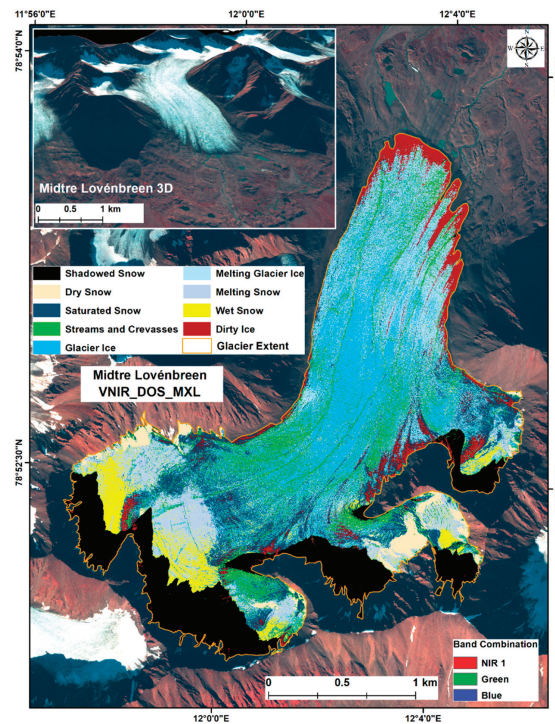 11°56'0"E
12°0'0"E
12°4'0"E
78°54'0"N
N
W
E
S
Midtre Lovénbreen 3D
0 0.5 1 km
Shadowed Snow
Dry Snow
Saturated Snow
Streams and Crevasses
Glacier Ice
Melting Glacier Ice
Melting Snow
Wet Snow
Dirty Ice
Glacier Extent
Midtre Lovénbreen
VNIR_DOS_MXL
78°52'30"N
Band Combination
NIR 1
Green
Blue
0 0.5 1 km
12°0'0"E
12°4'0"E